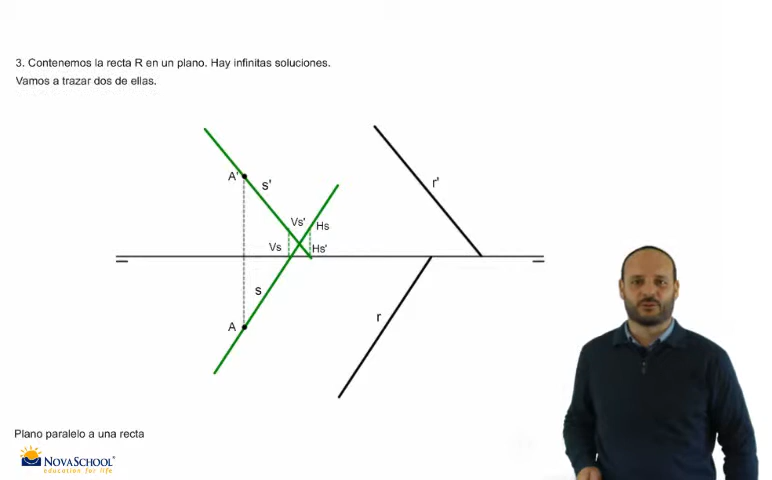 3. Contenemos la recta R en un plano. Hay infinitas soluciones.
Vamos a trazar dos de ellas.
A'
s'
r'
Vs'
Hs
Vs
Hs'
s
r
A
Plano paralelo a una recta
NOVASCHOOL®
education for life